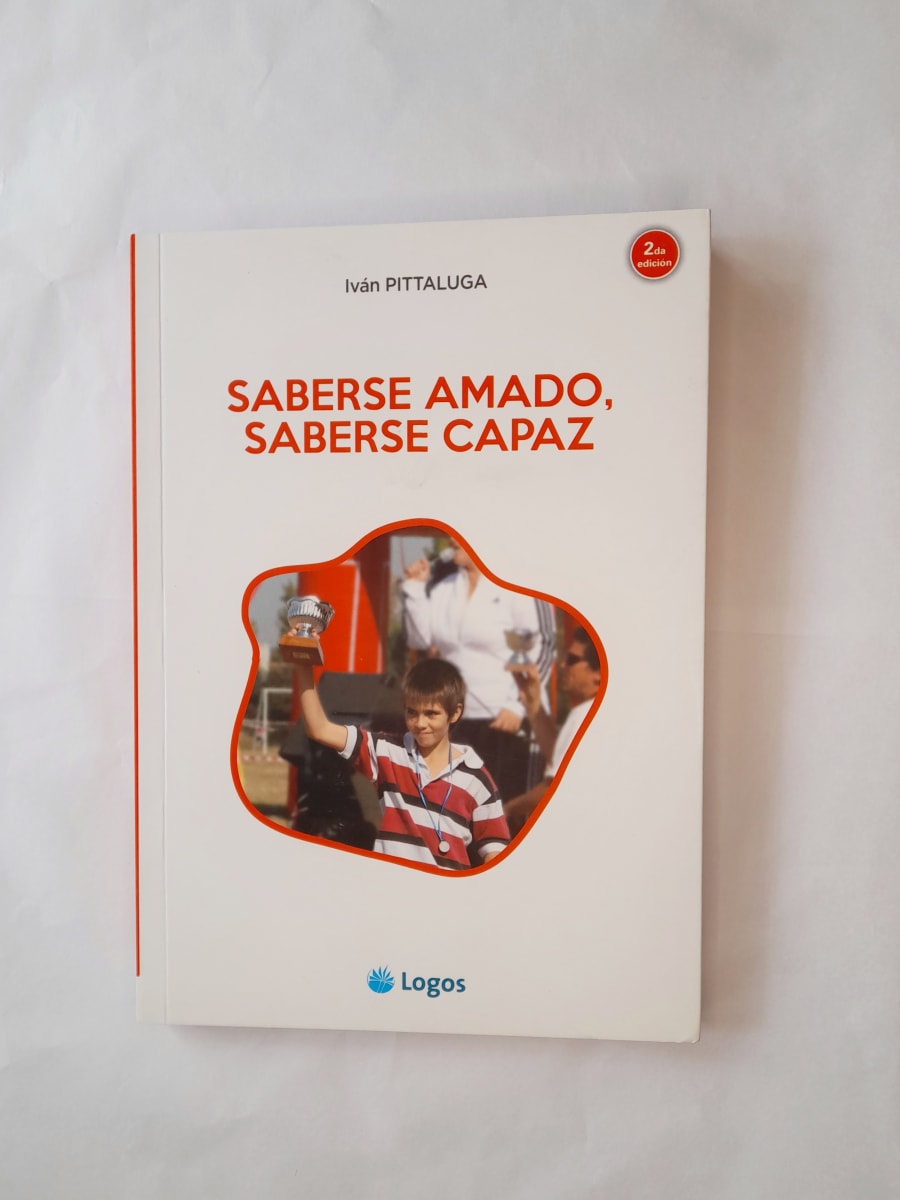 2da
edición
Iván PITTALUGA
SABERSE AMADO,
SABERSE CAPAZ
Logos